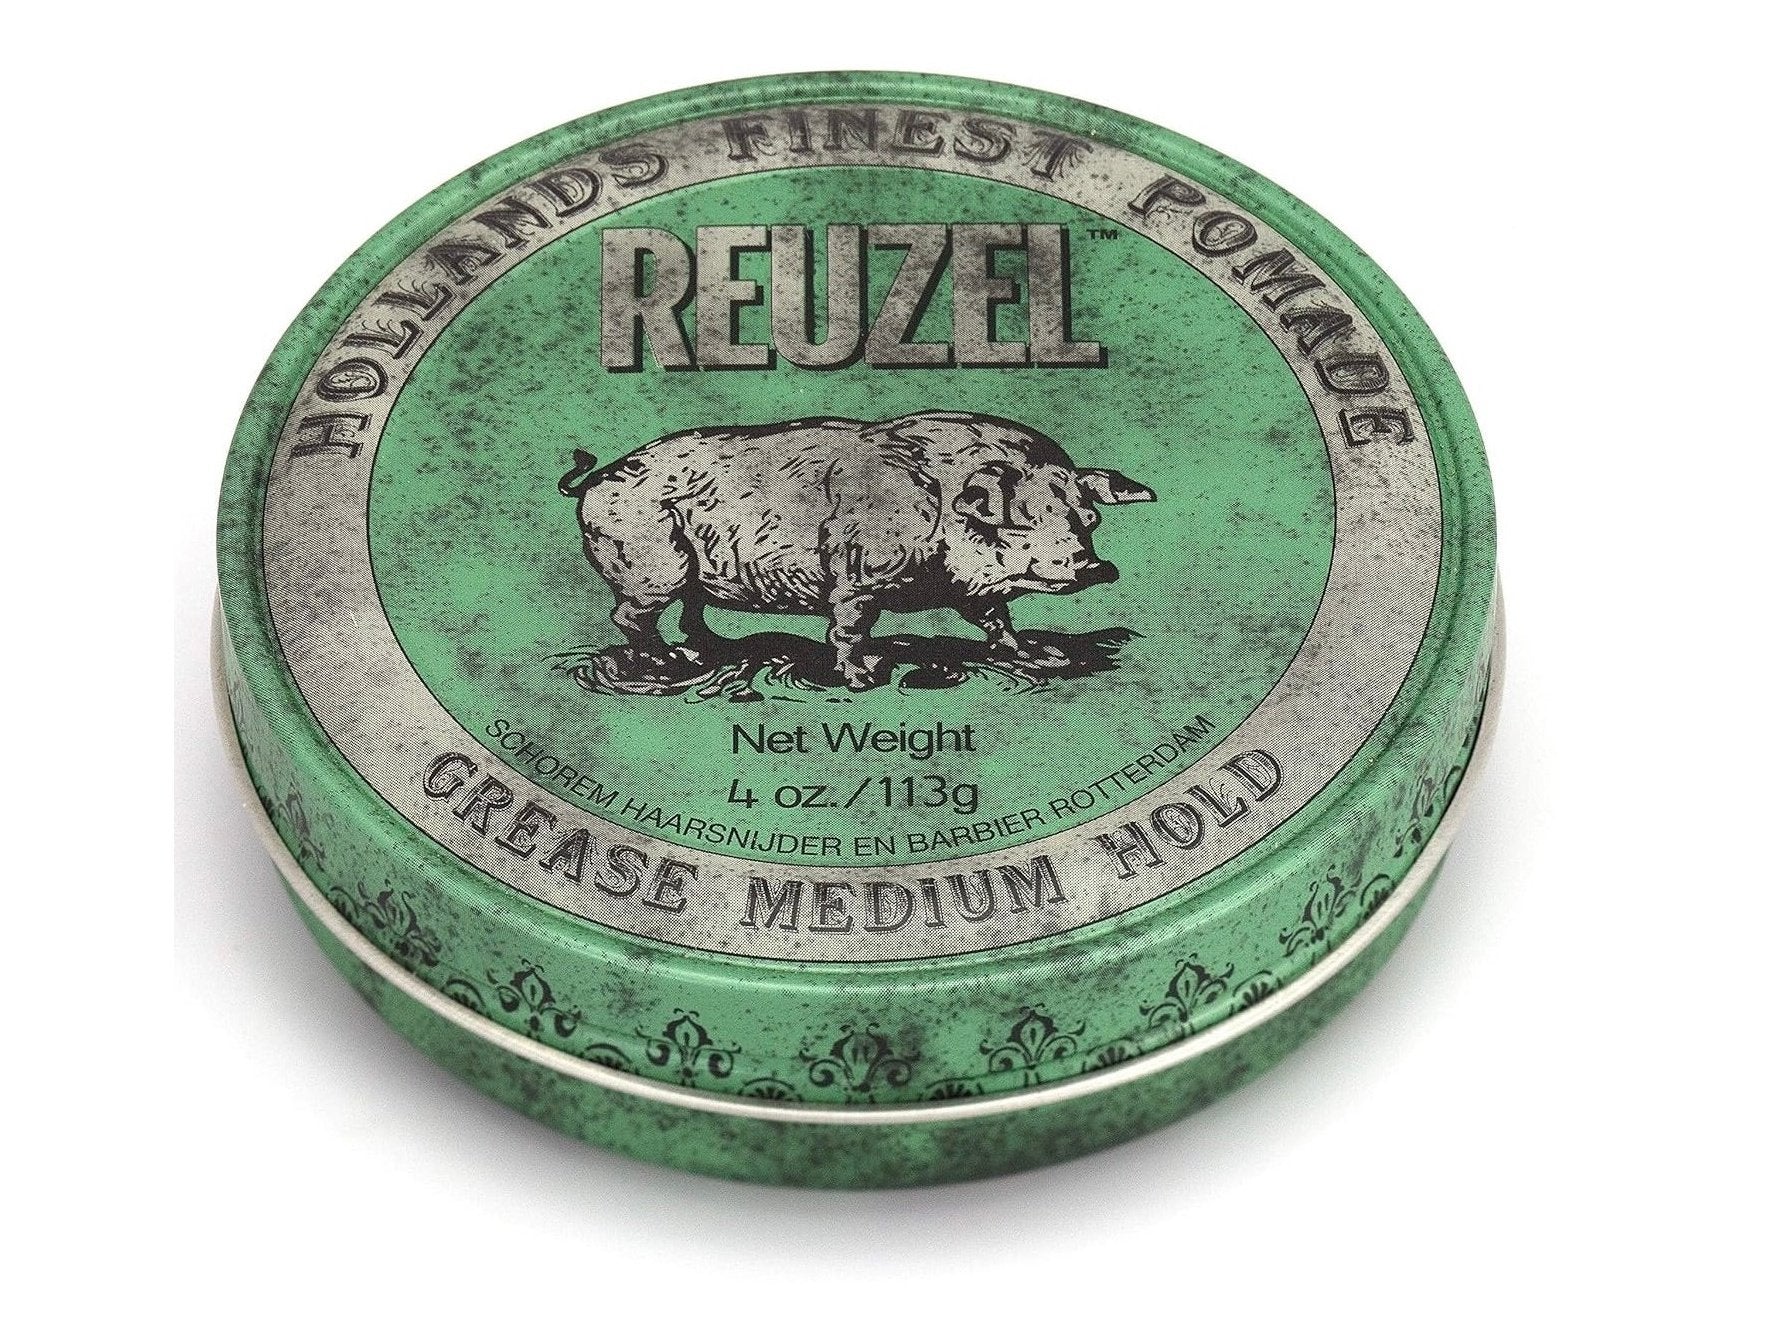 HOLLANDS FINEST POMADE
REUZEL™
Net Weight
4 oz./113g
SCHOREM HAARSNIJDER EN BARBIER ROTTERDAM
GREASE MEDIUM HOLD